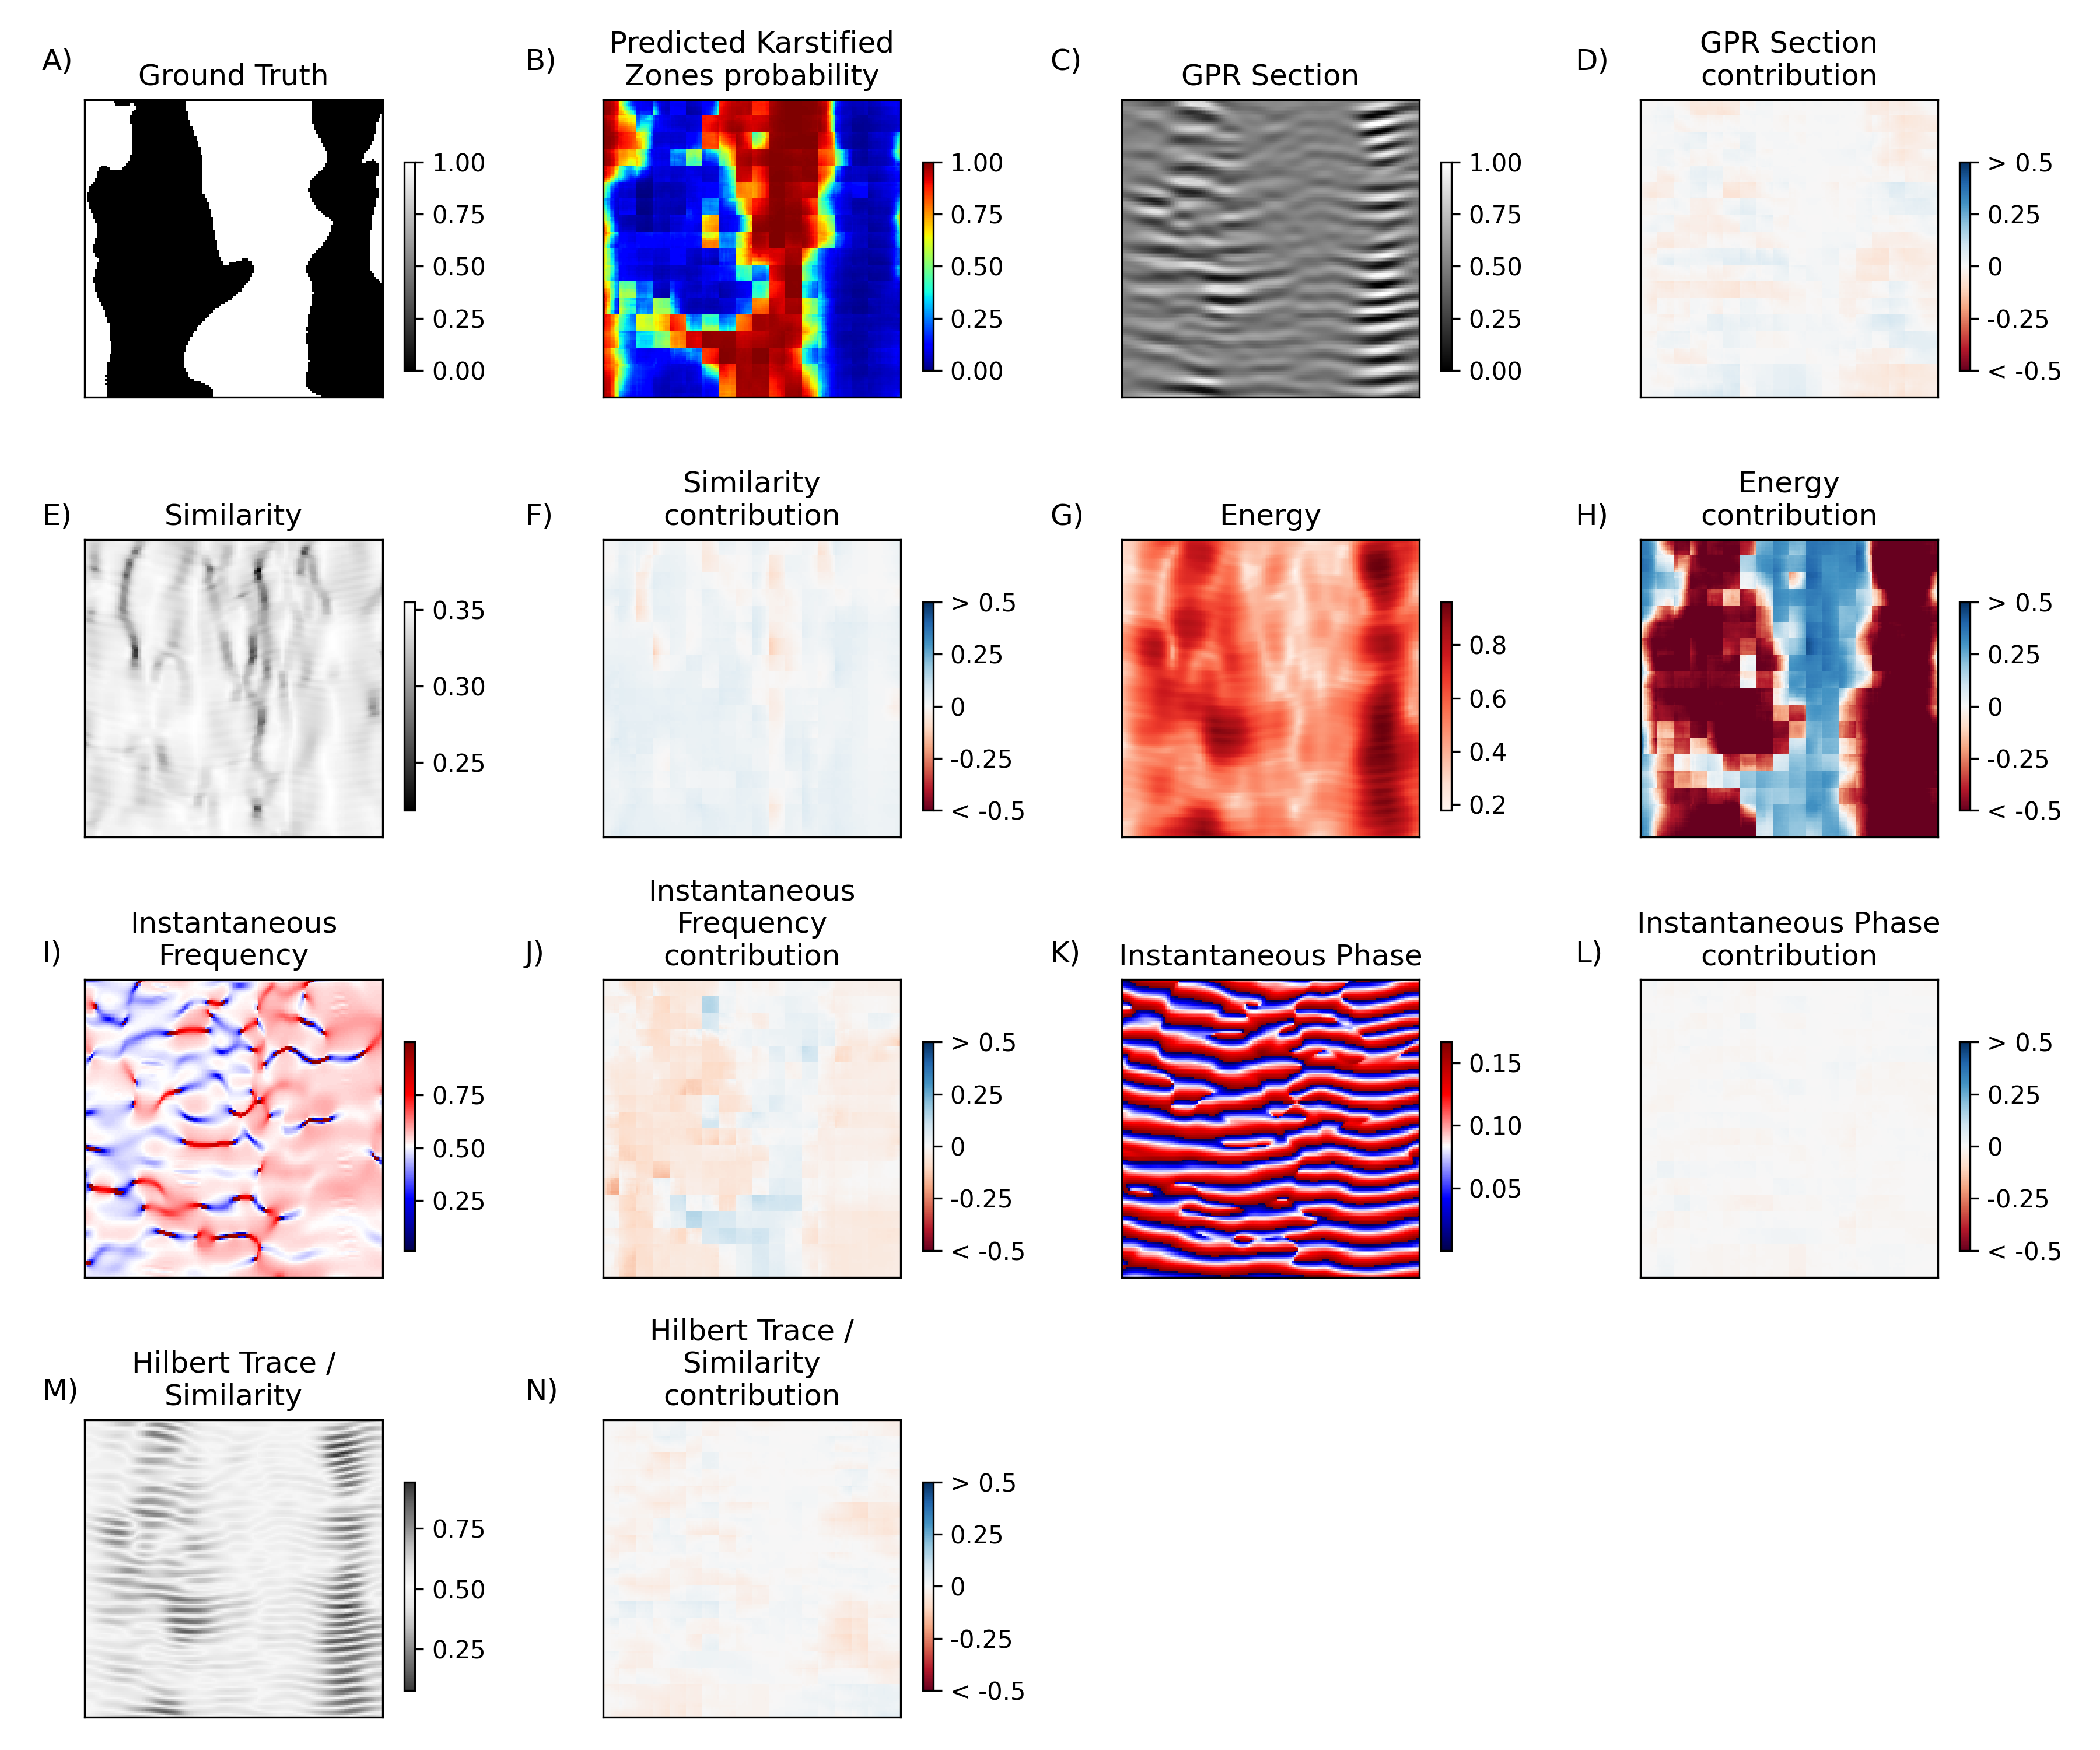 A)
Ground Truth
1.00
0.75
0.50
0.25
0.00
B)
Predicted Karstified
Zones probability
1.00
0.75
0.50
0.25
0.00
C)
GPR Section
1.00
0.75
0.50
0.25
0.00
D)
GPR Section
contribution
> 0.5
0.25
0
-0.25
< -0.5
E)
Similarity
0.35
0.30
0.25
F)
Similarity
contribution
> 0.5
0.25
0
-0.25
< -0.5
G)
Energy
0.8
0.6
0.4
0.2
H)
Energy
contribution
> 0.5
0.25
0
-0.25
< -0.5
I)
Instantaneous
Frequency
0.75
0.50
0.25
J)
Instantaneous
Frequency
contribution
> 0.5
0.25
0
-0.25
< -0.5
K)
Instantaneous Phase
0.15
0.10
0.05
L)
Instantaneous Phase
contribution
> 0.5
0.25
0
-0.25
< -0.5
M)
Hilbert Trace /
Similarity
0.75
0.50
0.25
N)
Hilbert Trace /
Similarity
contribution
> 0.5
0.25
0
-0.25
< -0.5